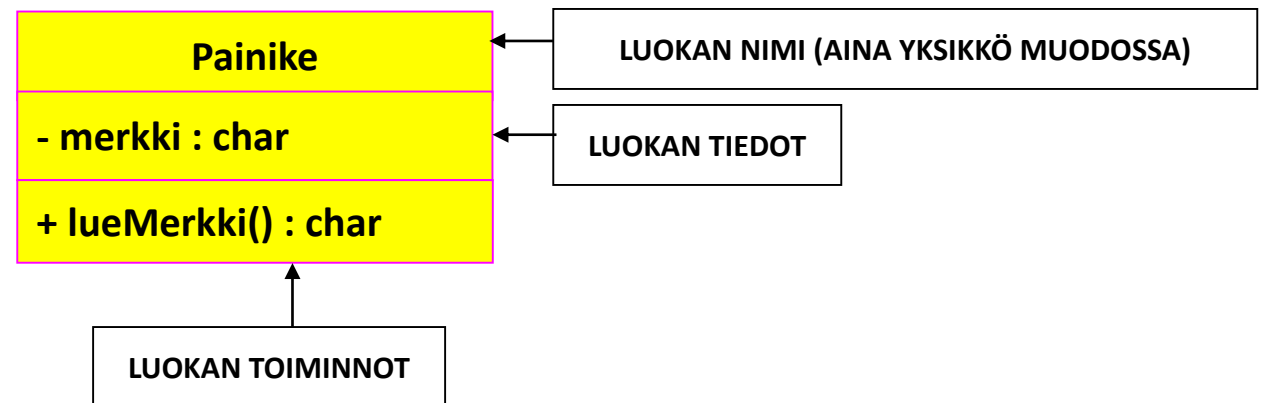 Painike
LUOKAN NIMI (AINA YKSIKKÖ MUODOSSA)
- merkki : char
LUOKAN TIEDOT
+ lueMerkki() : char
LUOKAN TOIMINNOT